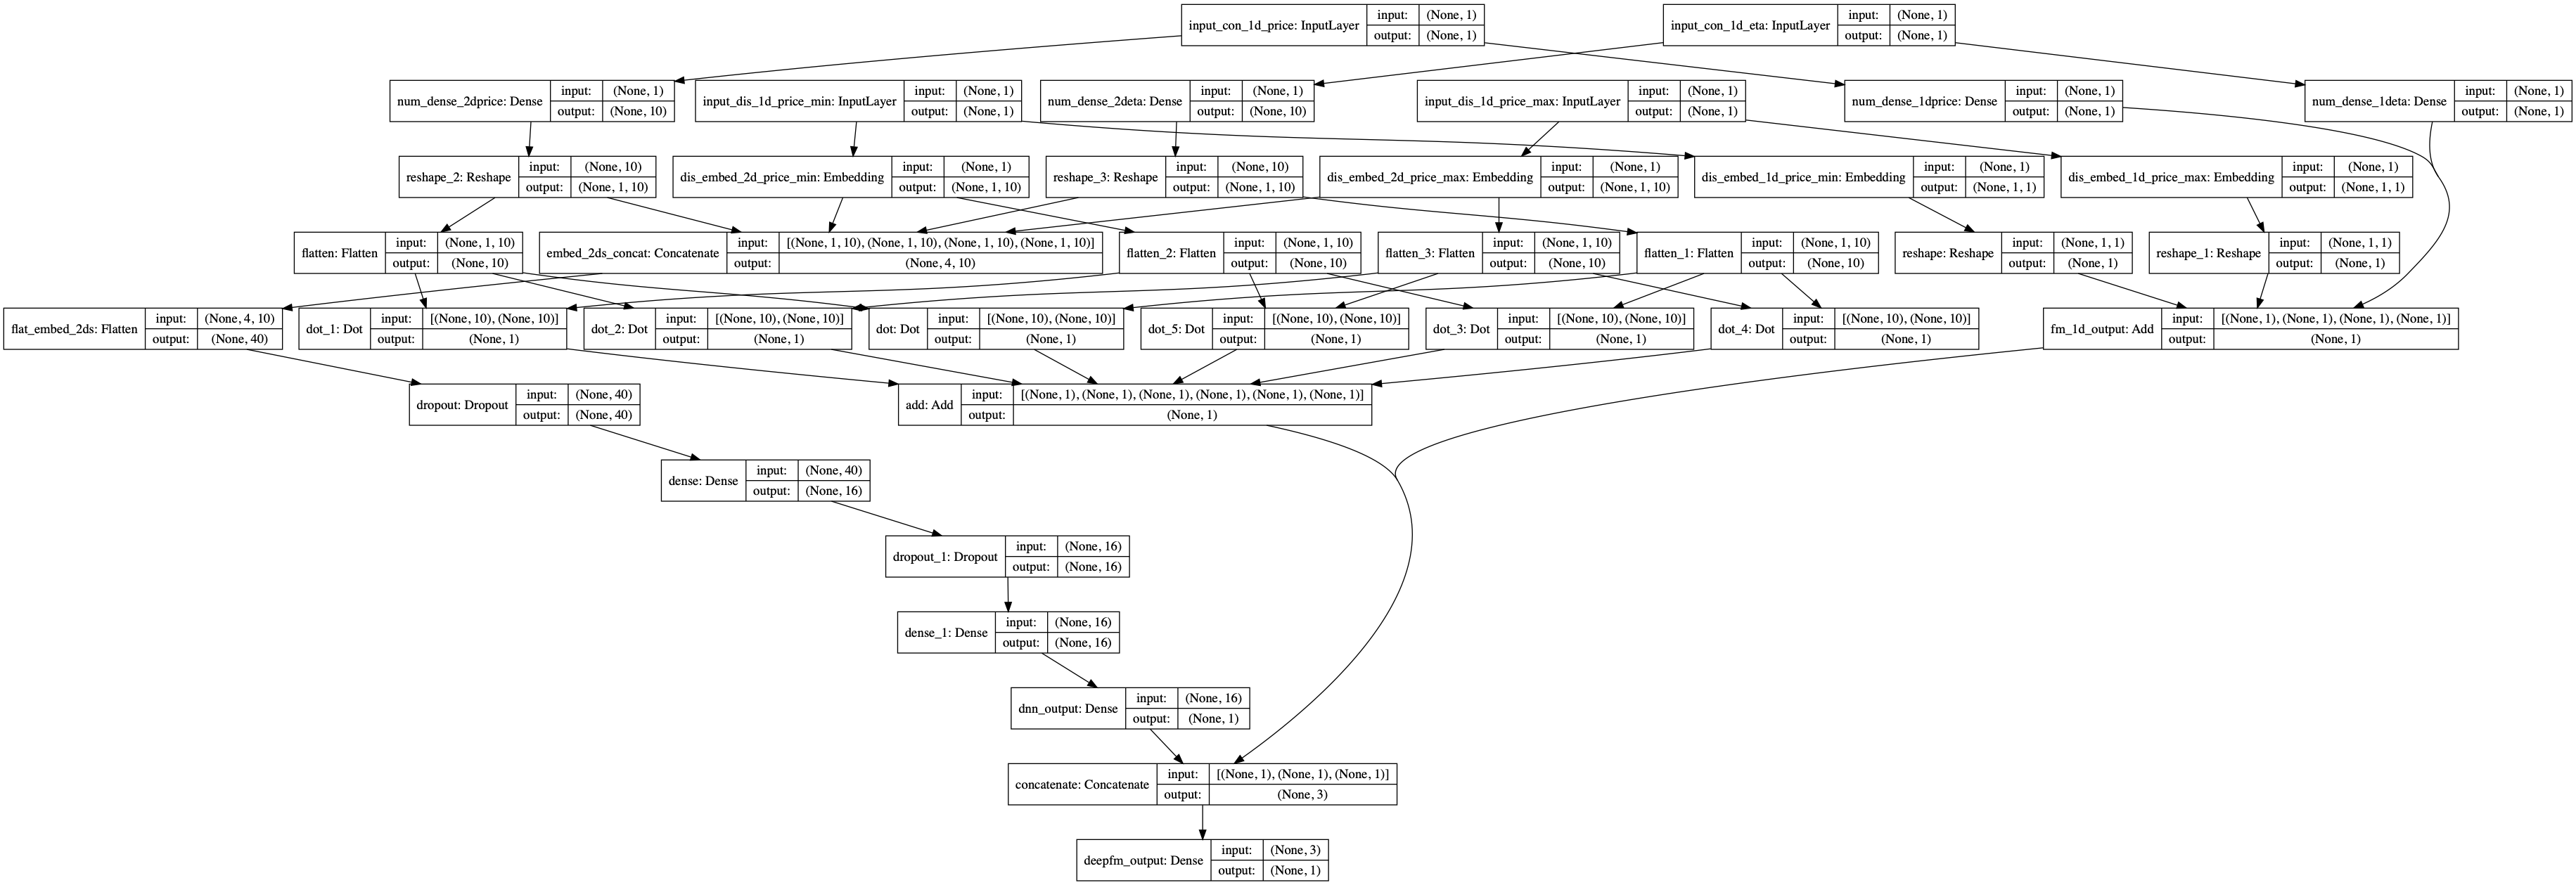 input_con_1d_price: InputLayer input: (None, 1) output: (None, 1)
input_con_1d_eta: InputLayer input: (None, 1) output: (None, 1)
num_dense_2dprice: Dense input: (None, 1) output: (None, 10)
input_dis_1d_price_min: InputLayer input: (None, 1) output: (None, 1)
num_dense_2deta: Dense input: (None, 1) output: (None, 10)
input_dis_1d_price_max: InputLayer input: (None, 1) output: (None, 1)
num_dense_1dprice: Dense input: (None, 1) output: (None, 1)
num_dense_1deta: Dense input: (None, 1) output: (None, 1)
reshape_2: Reshape input: (None, 10) output: (None, 1, 10)
dis_embed_2d_price_min: Embedding input: (None, 1) output: (None, 1, 10)
reshape_3: Reshape input: (None, 10) output: (None, 1, 10)
dis_embed_2d_price_max: Embedding input: (None, 1) output: (None, 1, 10)
dis_embed_1d_price_min: Embedding input: (None, 1) output: (None, 1, 1)
dis_embed_1d_price_max: Embedding input: (None, 1) output: (None, 1, 1)
flatten: Flatten input: (None, 1, 10) output: (None, 10)
embed_2ds_concat: Concatenate input: [(None, 1, 10), (None, 1, 10), (None, 1, 10), (None, 1, 10)] output: (None, 4, 10)
flatten_2: Flatten input: (None, 1, 10) output: (None, 10)
flatten_3: Flatten input: (None, 1, 10) output: (None, 10)
flatten_1: Flatten input: (None, 1, 10) output: (None, 10)
reshape: Reshape input: (None, 1, 1) output: (None, 1)
reshape_1: Reshape input: (None, 1, 1) output: (None, 1)
flat_embed_2ds: Flatten input: (None, 4, 10) output: (None, 40)
dot_1: Dot input: [(None, 10), (None, 10)] output: (None, 1)
dot_2: Dot input: [(None, 10), (None, 10)] output: (None, 1)
dot: Dot input: [(None, 10), (None, 10)] output: (None, 1)
dot_5: Dot input: [(None, 10), (None, 10)] output: (None, 1)
dot_3: Dot input: [(None, 10), (None, 10)] output: (None, 1)
dot_4: Dot input: [(None, 10), (None, 10)] output: (None, 1)
fm_1d_output: Add input: [(None, 1), (None, 1), (None, 1), (None, 1)] output: (None, 1)
dropout: Dropout input: (None, 40) output: (None, 40)
add: Add input: [(None, 1), (None, 1), (None, 1), (None, 1), (None, 1), (None, 1)] output: (None, 1)
dense: Dense input: (None, 40) output: (None, 16)
dropout_1: Dropout input: (None, 16) output: (None, 16)
dense_1: Dense input: (None, 16) output: (None, 16)
dnn_output: Dense input: (None, 16) output: (None, 1)
concatenate: Concatenate input: [(None, 1), (None, 1), (None, 1)] output: (None, 3)
deepfm_output: Dense input: (None, 3) output: (None, 1)